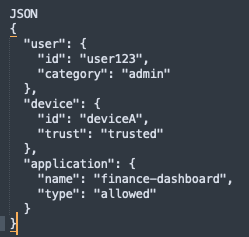 JSON
{
  "user": {
    "id": "user123",
    "category": "admin"
  },
  "device": {
    "id": "deviceA",
    "trust": "trusted"
  },
  "application": {
    "name": "finance-dashboard",
    "type": "allowed"
  }
}